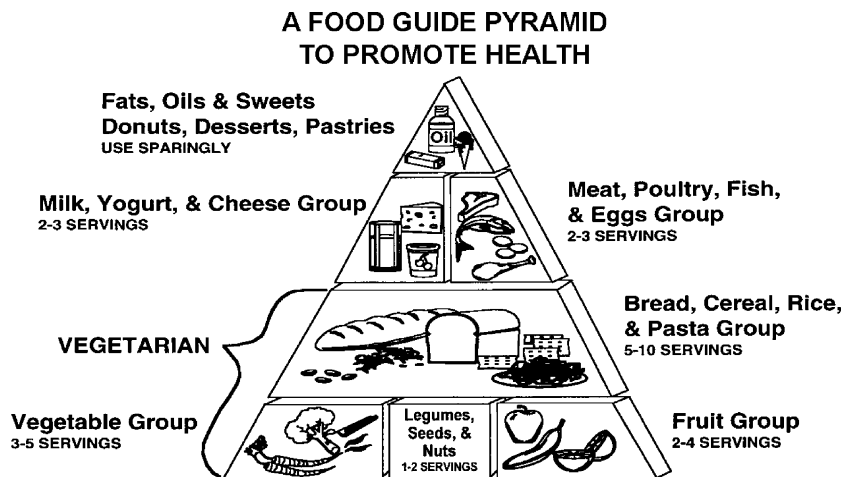 A FOOD GUIDE PYRAMID
TO PROMOTE HEALTH
Fats, Oils & Sweets
Donuts, Desserts, Pastries
USE SPARINGLY
Oil
Milk, Yogurt, & Cheese Group
2-3 SERVINGS
Meat, Poultry, Fish,
& Eggs Group
2-3 SERVINGS
VEGETARIAN
Bread, Cereal, Rice,
& Pasta Group
5-10 SERVINGS
Vegetable Group
3-5 SERVINGS
Legumes,
Seeds, &
Nuts
1-2 SERVINGS
Fruit Group
2-4 SERVINGS